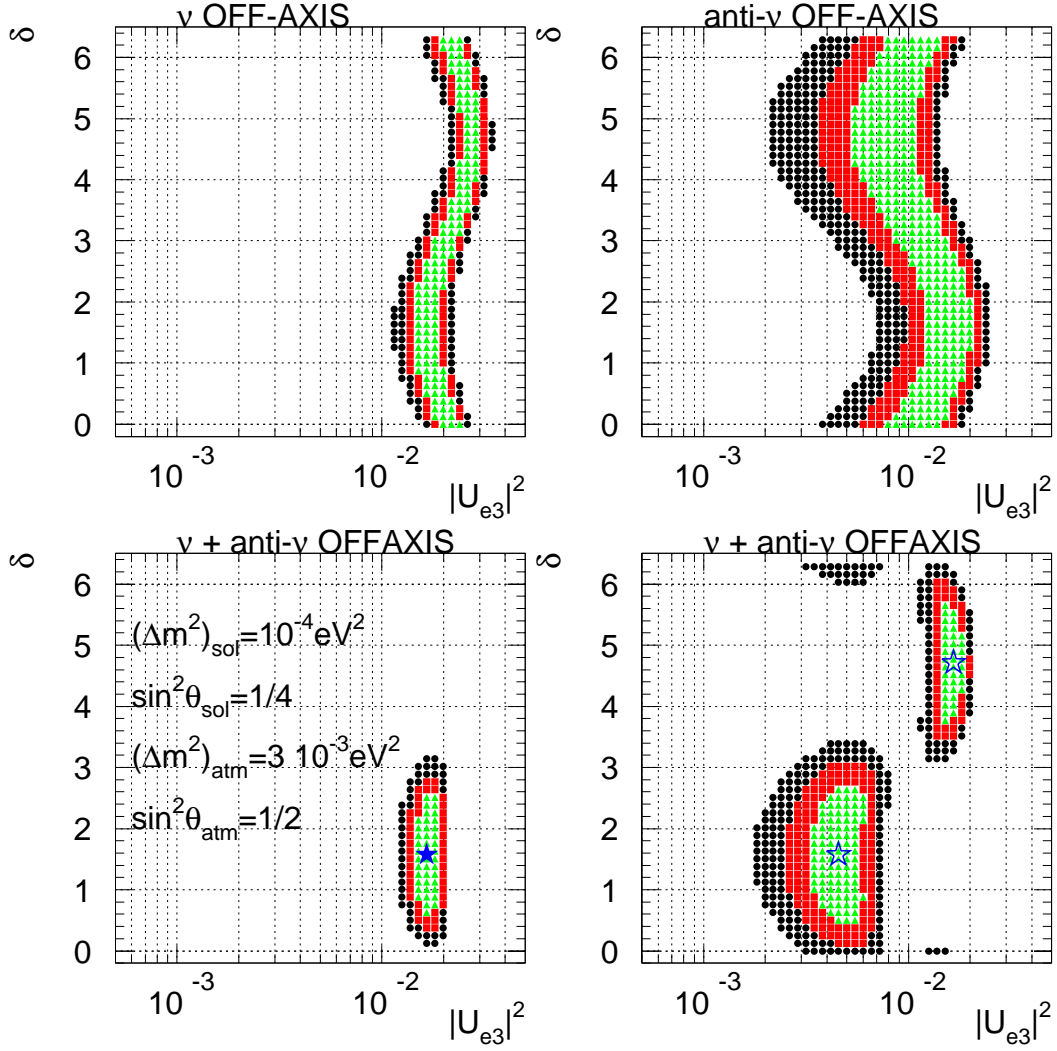 ν OFF-AXIS
δ
6
5
4
3
2
1
0
10^-3
10^-2
|U_e3|^2
anti-ν OFF-AXIS
δ
6
5
4
3
2
1
0
10^-3
10^-2
|U_e3|^2
ν + anti-ν OFFAXIS
δ
6
5
4
3
2
1
0
(Δm^2)_sol=10^-4eV^2
sin^2θ_sol=1/4
(Δm^2)_atm=3 10^-3eV^2
sin^2θ_atm=1/2
10^-3
10^-2
|U_e3|^2
ν + anti-ν OFFAXIS
δ
6
5
4
3
2
1
0
10^-3
10^-2
|U_e3|^2